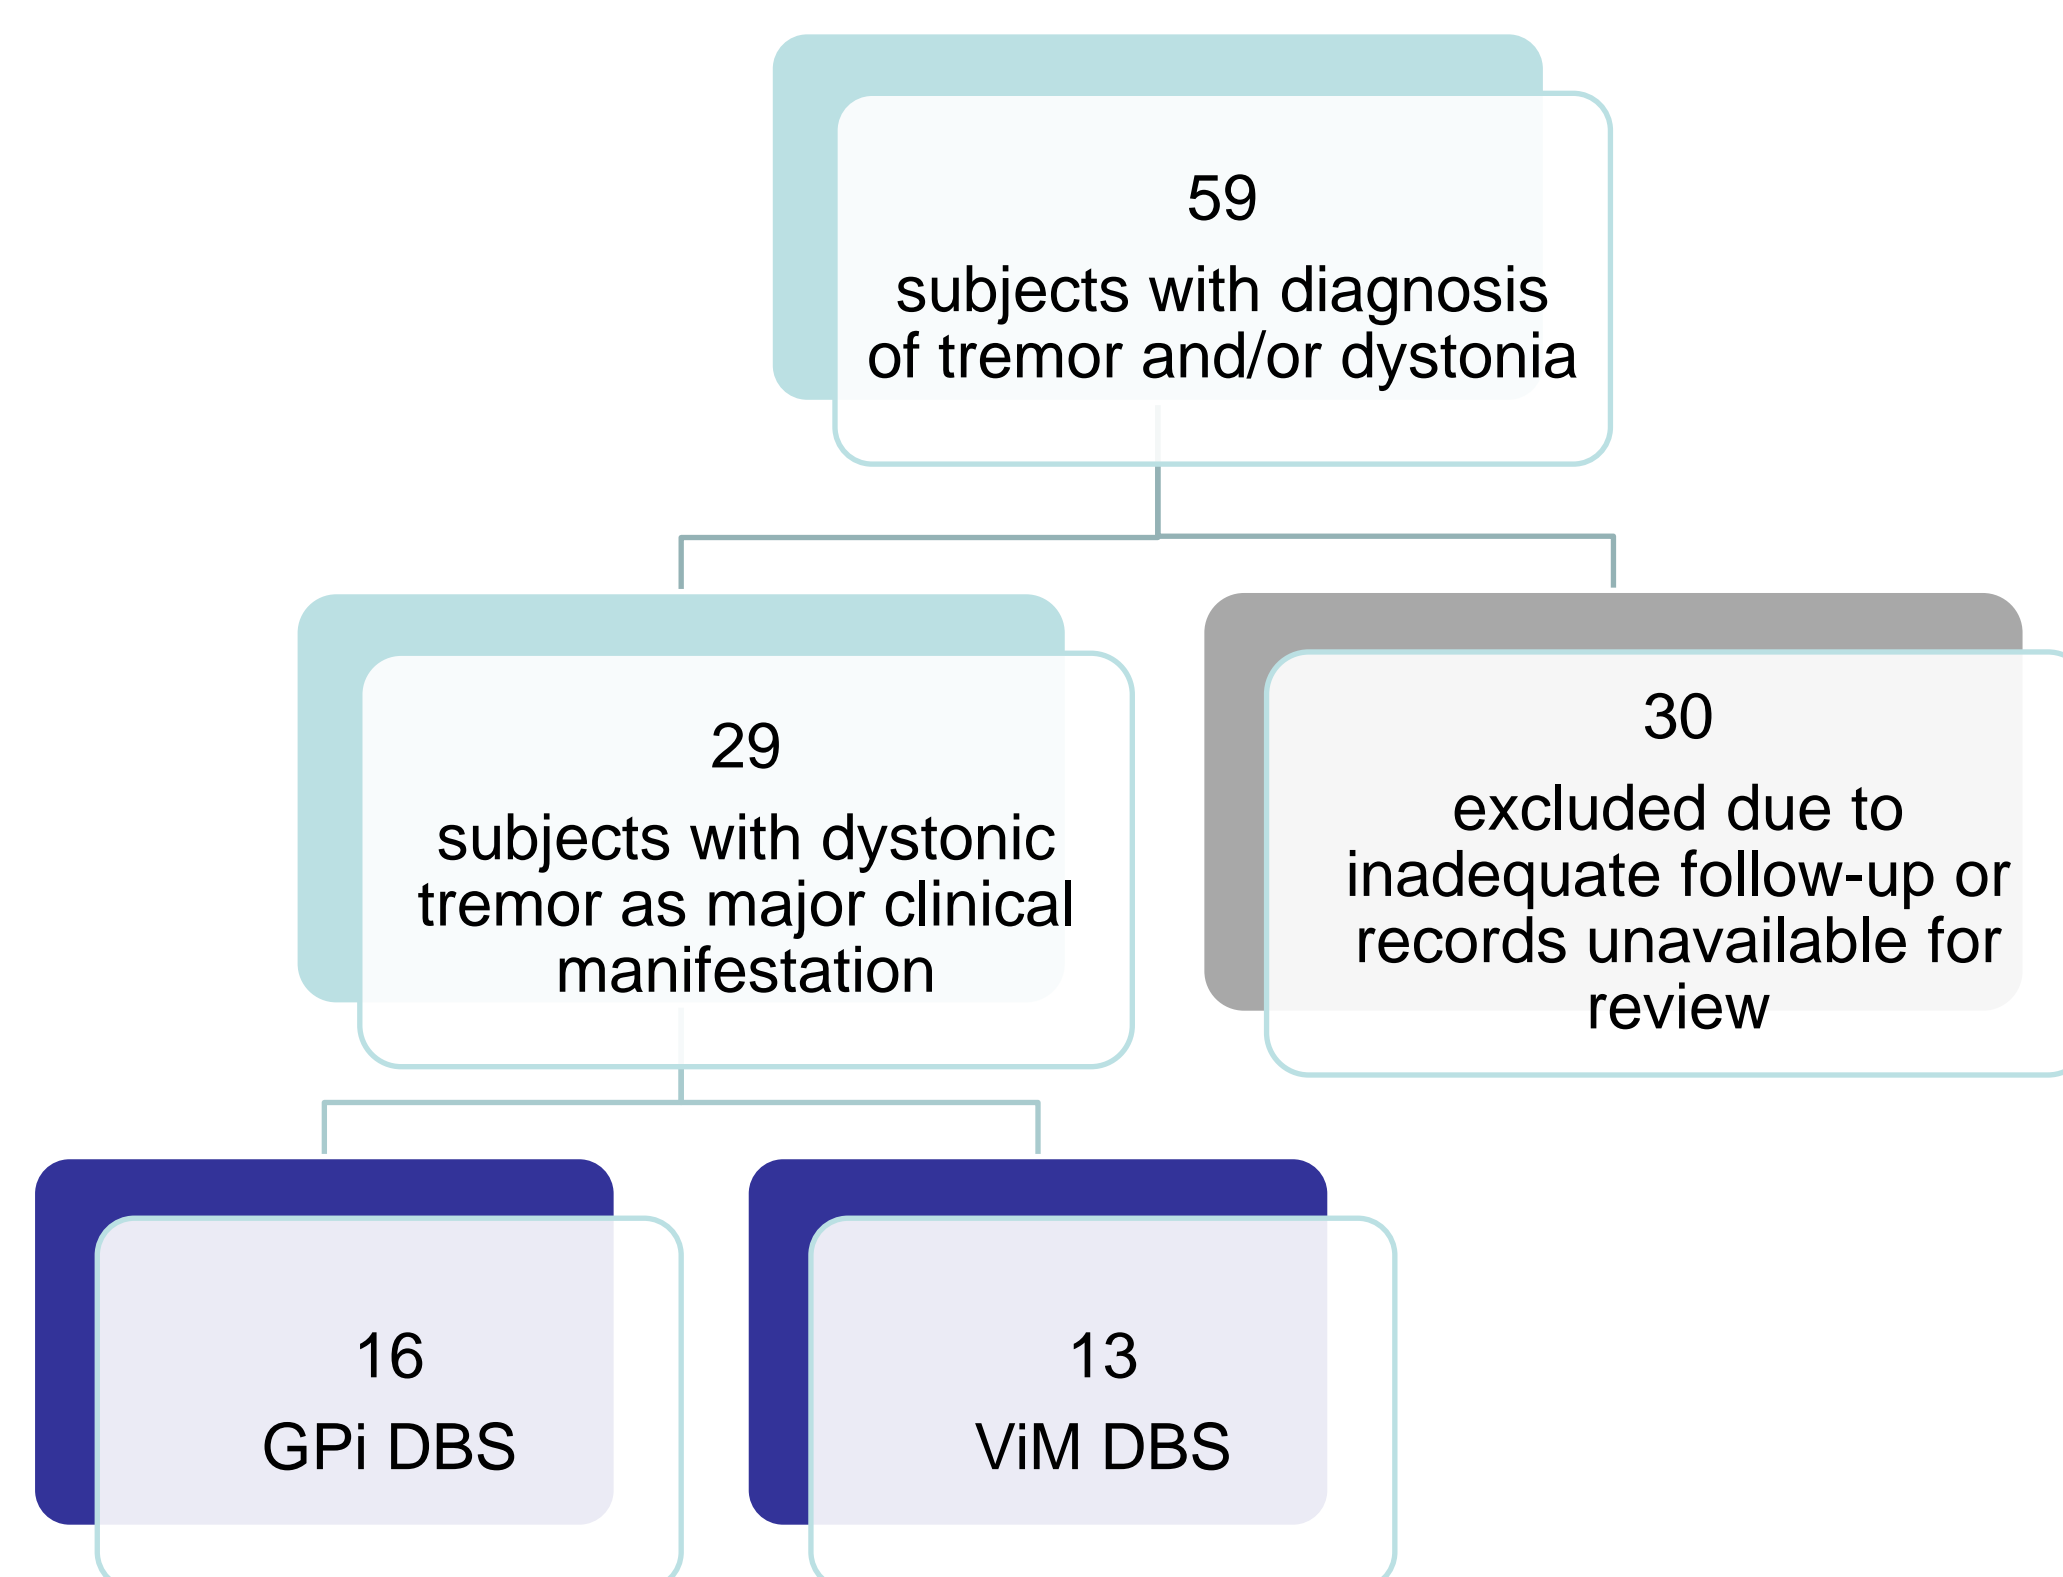 59
subjects with diagnosis
of tremor and/or dystonia
29
subjects with dystonic
tremor as major clinical
manifestation
30
excluded due to
inadequate follow-up or
records unavailable for
review
16
GPi DBS
13
ViM DBS